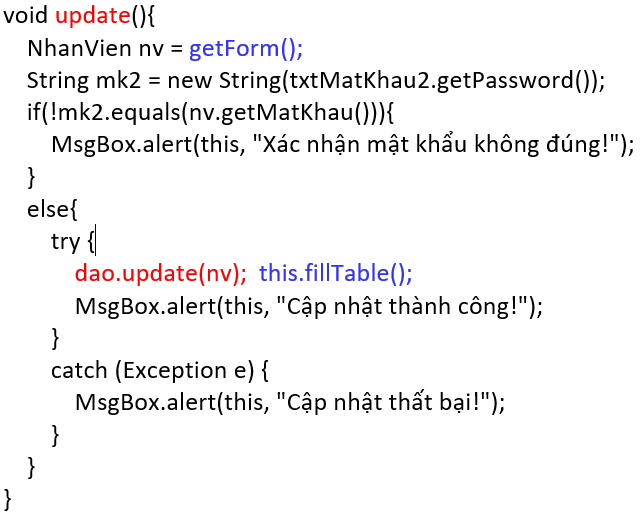 void update(){
NhanVien nv = getForm();
String mk2 = new String(txtMatKhau2.getPassword());
if(!mk2.equals(nv.getMatKhau())){
MsgBox.alert(this, "Xác nhận mật khẩu không đúng!");
}
else{
try {
dao.update(nv); this.fillTable();
MsgBox.alert(this, "Cập nhật thành công!");
}
catch (Exception e) {
MsgBox.alert(this, "Cập nhật thất bại!");
}
}
}